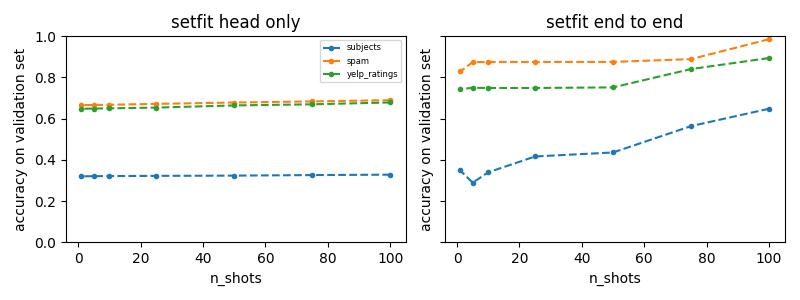 setfit head only
accuracy on validation set
1.0
0.8
0.6
0.4
0.2
0.0
subjects
spam
yelp_ratings
0 20 40 60 80 100
n_shots
setfit end to end
accuracy on validation set
0 20 40 60 80 100
n_shots